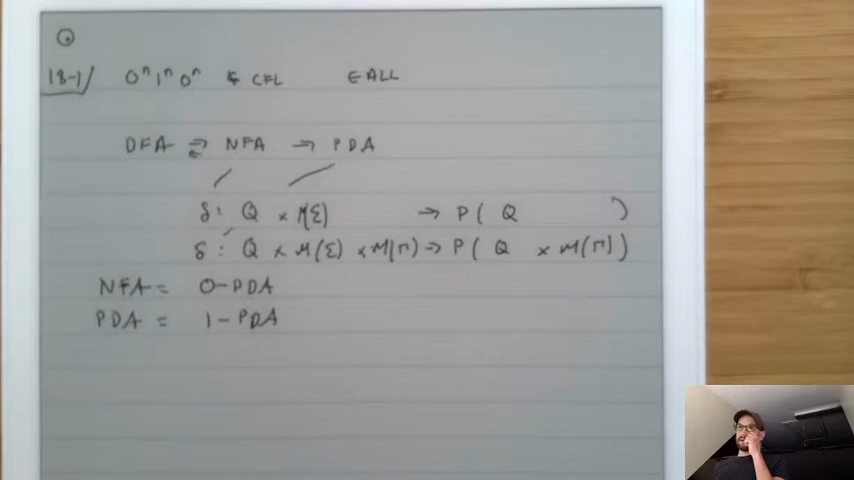 18-1/ 0ⁿ1ⁿ0ⁿ ∉ CFL ∈ ALL
DFA ⇌ NFA → PDA
δ: Q × M(Σ) → P( Q )
δ: Q × M(Σ) × M(Γ) → P( Q × M(Γ) )
NFA = 0-PDA
PDA = 1-PDA